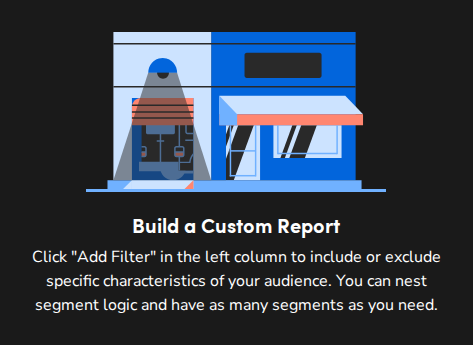 Build a Custom Report
Click "Add Filter" in the left column to include or exclude
specific characteristics of your audience. You can nest
segment logic and have as many segments as you need.